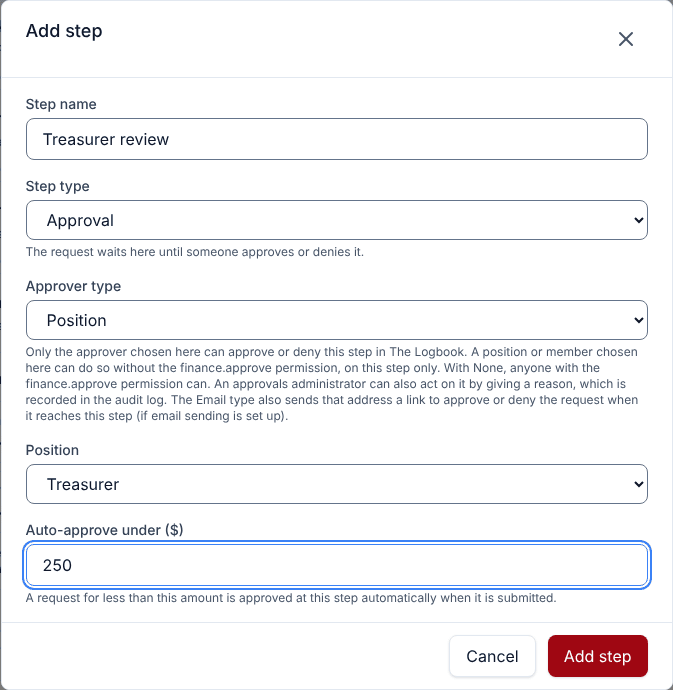 Add step
Step name
Treasurer review
Step type
Approval
The request waits here until someone approves or denies it.
Approver type
Position
Only the approver chosen here can approve or deny this step in The Logbook. A position or member chosen
here can do so without the finance.approve permission, on this step only. With None, anyone with the
finance.approve permission can. An approvals administrator can also act on it by giving a reason, which is
recorded in the audit log. The Email type also sends that address a link to approve or deny the request when
it reaches this step (if email sending is set up).
Position
Treasurer
Auto-approve under ($)
250
A request for less than this amount is approved at this step automatically when it is submitted.
Cancel
Add step